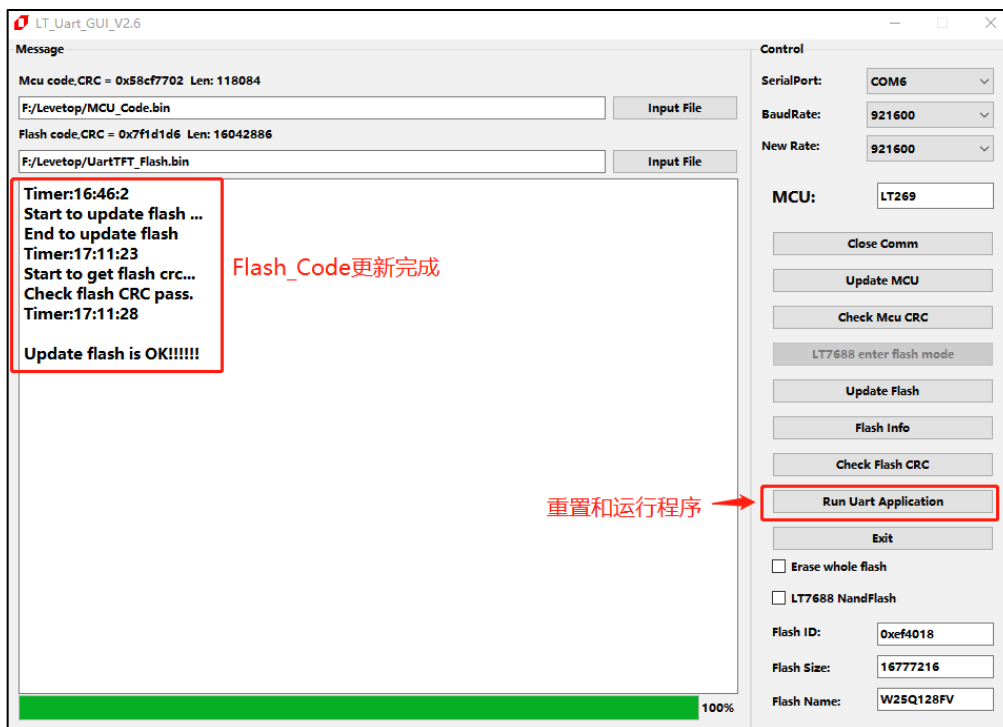 LT_Uart_GUI_V2.6
Message
Mcu code,CRC = 0x58cf7702 Len: 118084
F:/Levetop/MCU_Code.bin
Input File
Flash code,CRC = 0x7f1d1d6 Len: 16042886
F:/Levetop/UartTFT_Flash.bin
Input File
Timer:16:46:2
Start to update flash ...
End to update flash
Timer:17:11:23
Start to get flash crc...
Check flash CRC pass.
Timer:17:11:28
Update flash is OK!!!!!!
Flash_Code更新完成
重置和运行程序
100%
Control
SerialPort:
COM6
BaudRate:
921600
New Rate:
921600
MCU:
LT269
Close Comm
Update MCU
Check Mcu CRC
LT7688 enter flash mode
Update Flash
Flash Info
Check Flash CRC
Run Uart Application
Exit
Erase whole flash
LT7688 NandFlash
Flash ID:
0xef4018
Flash Size:
16777216
Flash Name:
W25Q128FV